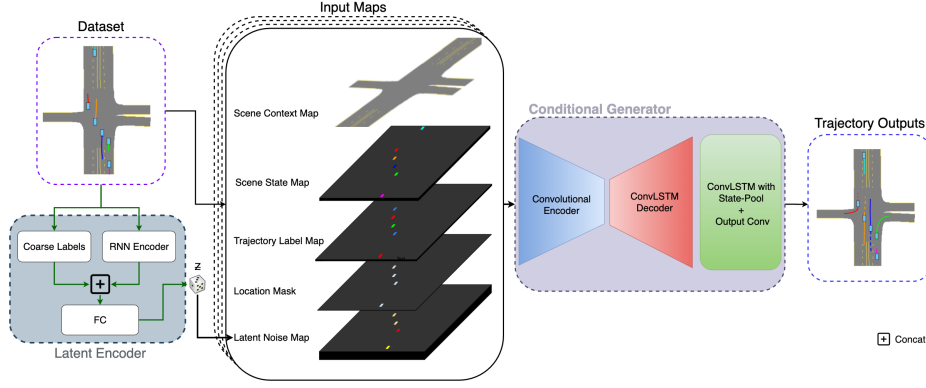 Input Maps
Dataset
Scene Context Map
Scene State Map
Trajectory Label Map
Location Mask
Latent Noise Map
Coarse Labels
RNN Encoder
+
FC
Latent Encoder
z
Conditional Generator
Convolutional
Encoder
ConvLSTM
Decoder
ConvLSTM with
State-Pool
+
Output Conv
Trajectory Outputs
+ Concat